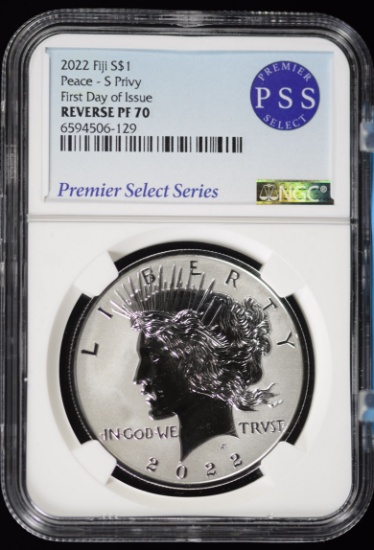 2022 Fiji S$1
Peace - S Privy
First Day of Issue
REVERSE PF 70
6594506-129
PREMIER
PSS
SELECT
Premier Select Series
NGC®
LIBERTY
IN GOD WE TRVST
2022